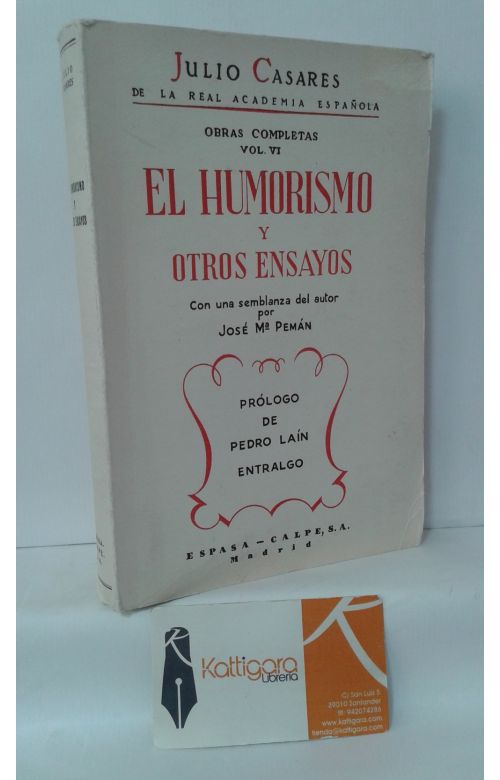 JULIO CASARES
DE LA REAL ACADEMIA ESPAÑOLA
OBRAS COMPLETAS
VOL. VI
EL HUMORISMO
Y
OTROS ENSAYOS
Con una semblanza del autor
por
JOSÉ Mª PEMÁN
PRÓLOGO
DE
PEDRO LAÍN
ENTRALGO
ESPASA – CALPE, S.A.
Madrid
Kattigara
Librería
C/ San Luis 5
39010 Santander
tlf: 942074286
www.kattigara.com
tienda@kattigara.com